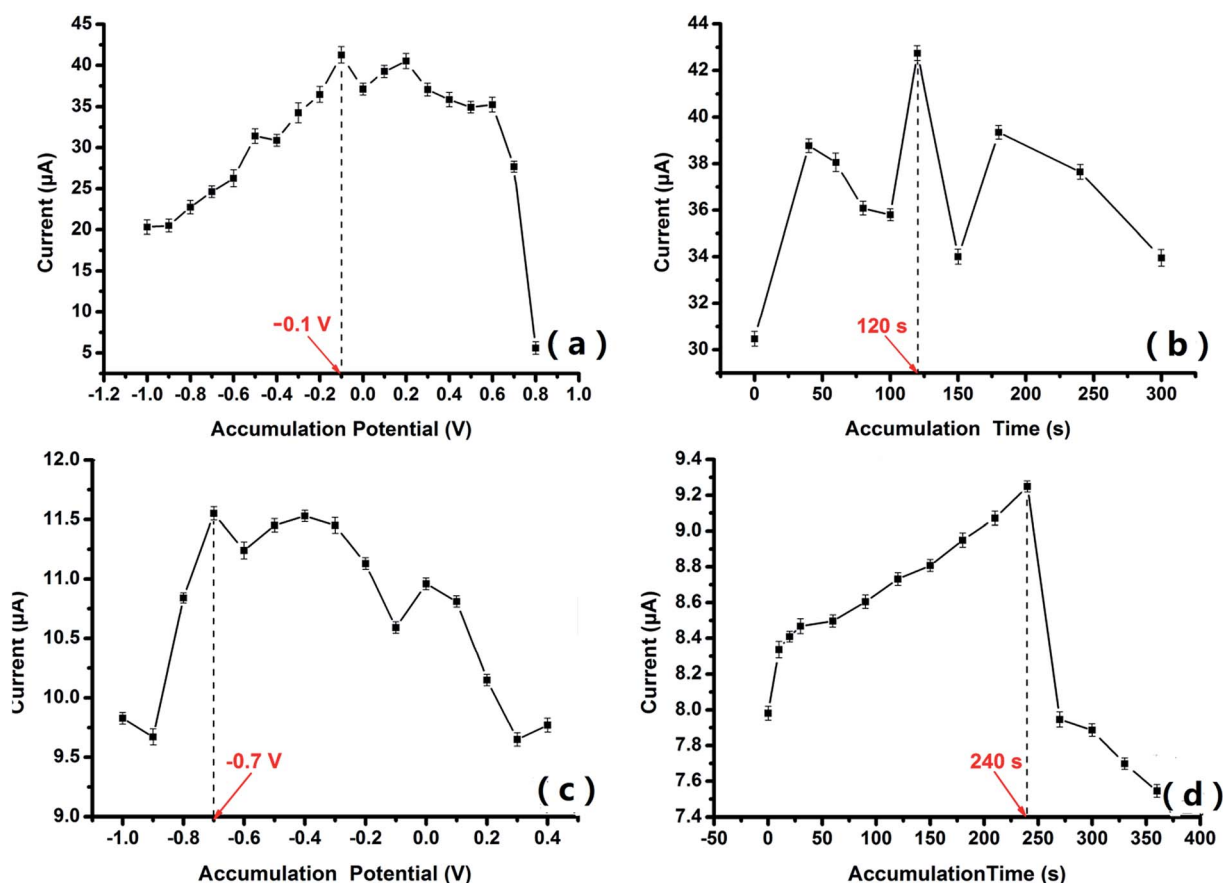 45
40
35
30
25
20
15
10
5
Current (µA)
−0.1 V
( a )
-1.2 -1.0 -0.8 -0.6 -0.4 -0.2 0.0 0.2 0.4 0.6 0.8 1.0
Accumulation Potential (V)
44
43
42
40
39
38
36
34
33
31
30
Current (µA)
120 s
( b )
0 50 100 150 200 250 300
Accumulation Time (s)
12.0
11.5
11.0
10.5
10.0
9.5
9.0
Current (µA)
-0.7 V
( c )
-1.0 -0.8 -0.6 -0.4 -0.2 0.0 0.2 0.4
Accumulation Potential (V)
9.4
9.2
9.0
8.8
8.6
8.4
8.2
8.0
7.8
7.6
7.4
Current (µA)
240 s
( d )
-50 0 50 100 150 200 250 300 350 400
AccumulationTime (s)